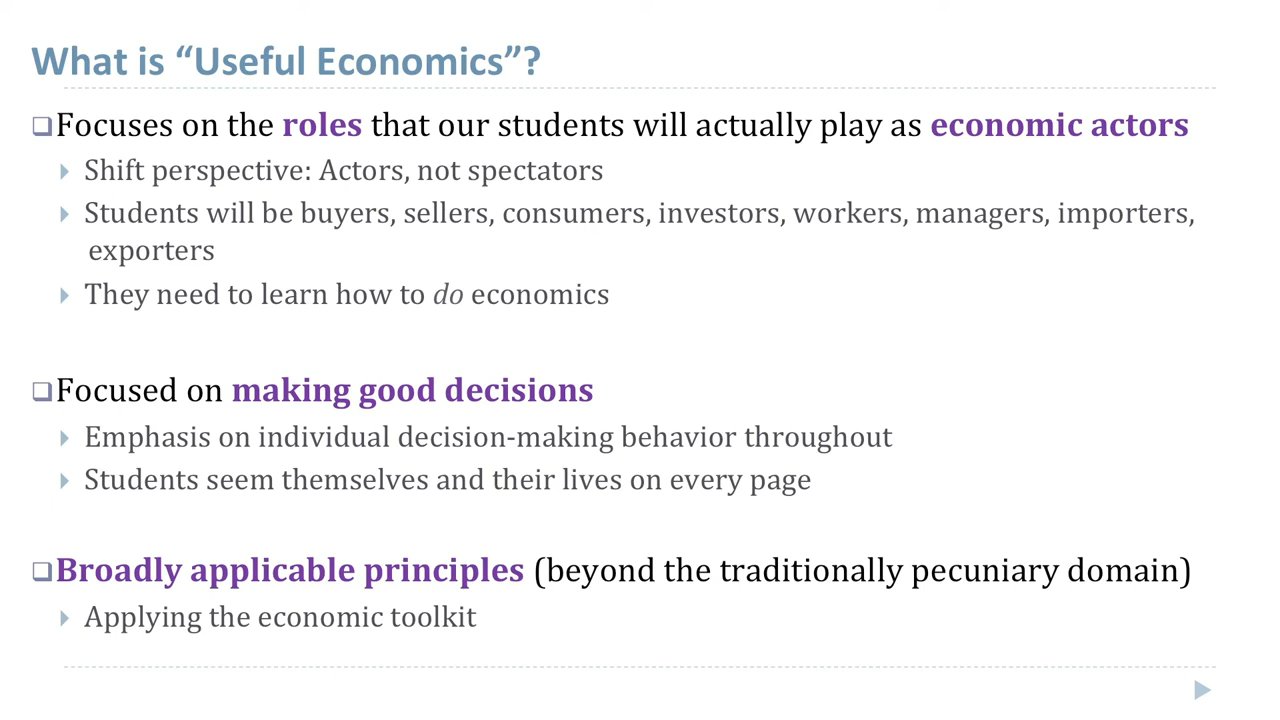 What is “Useful Economics”?
Focuses on the roles that our students will actually play as economic actors
Shift perspective: Actors, not spectators
Students will be buyers, sellers, consumers, investors, workers, managers, importers,
exporters
They need to learn how to do economics
Focused on making good decisions
Emphasis on individual decision-making behavior throughout
Students seem themselves and their lives on every page
Broadly applicable principles (beyond the traditionally pecuniary domain)
Applying the economic toolkit